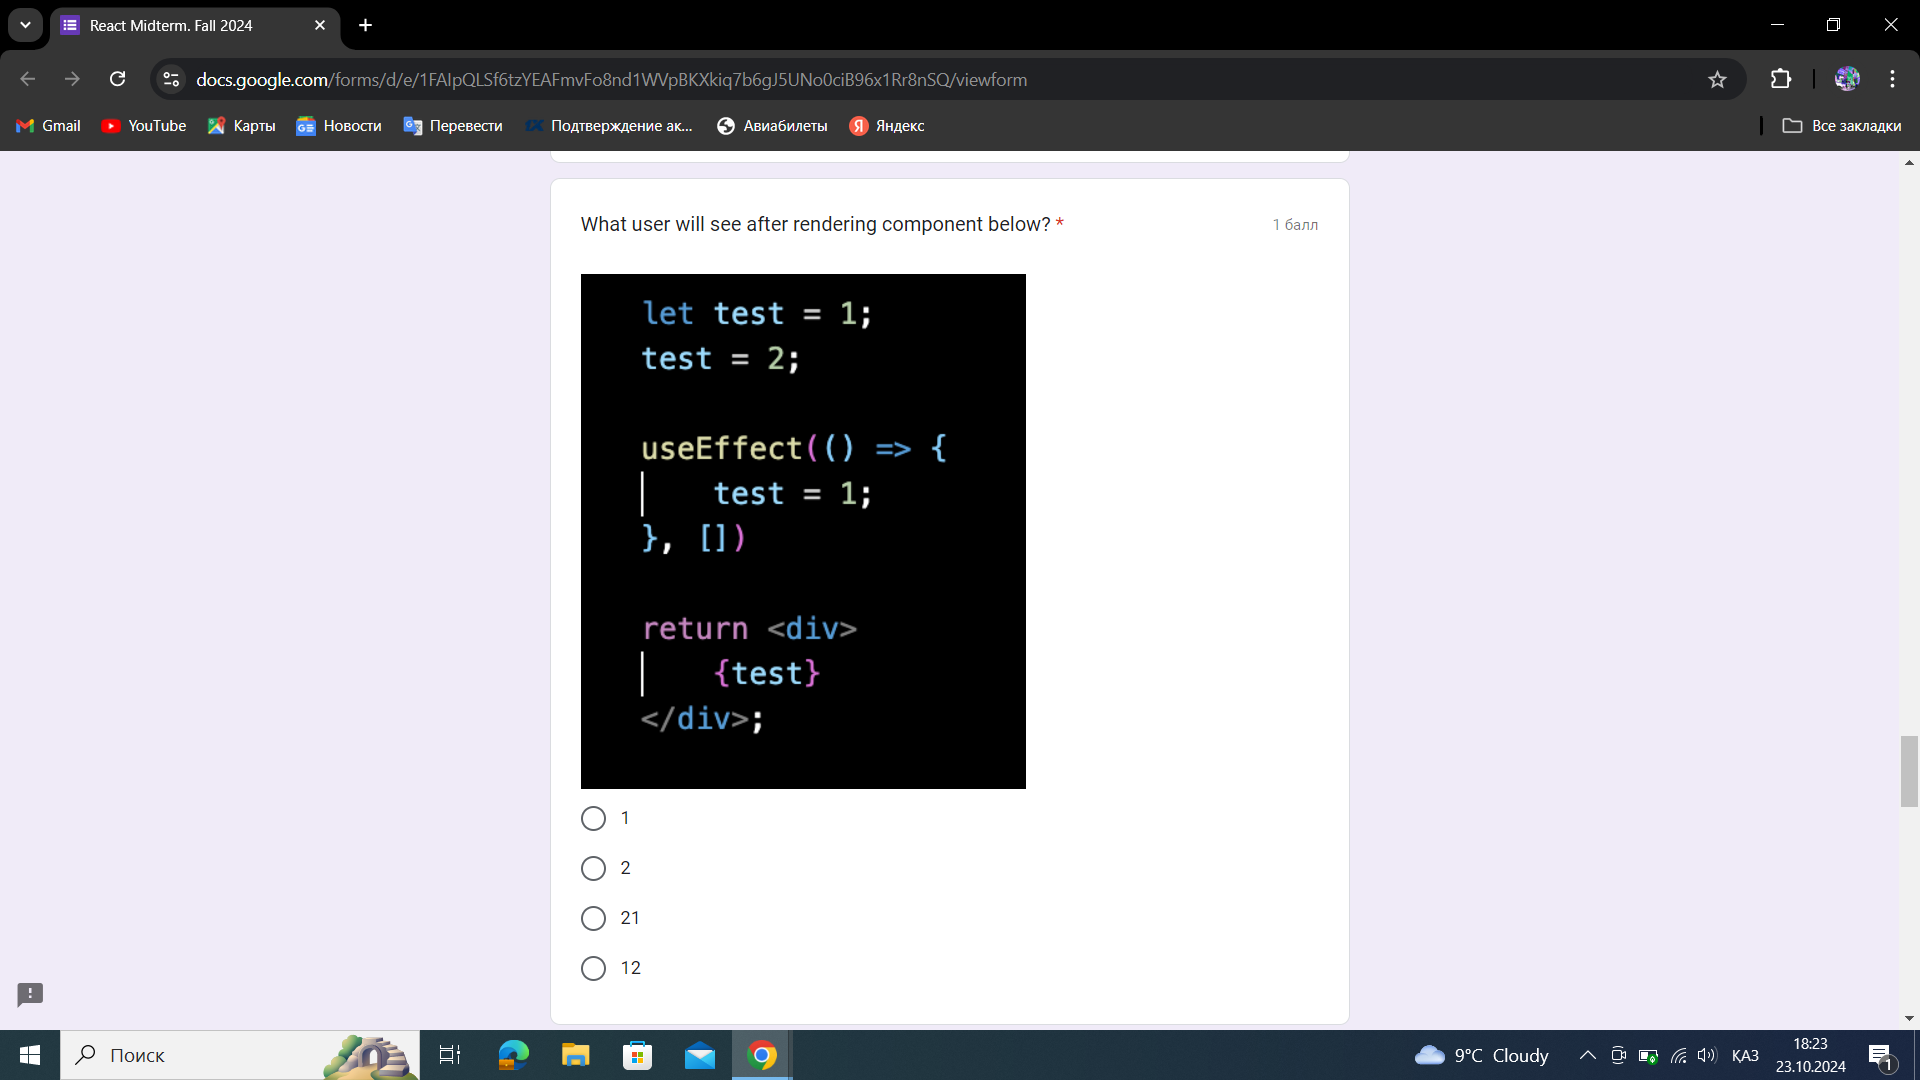 React Midterm. Fall 2024
docs.google.com/forms/d/e/1FAIpQLSf6tzYEAFmvFo8nd1WVpBKXkiq7b6gJ5UNo0ciB96x1Rr8nSQ/viewform
Gmail YouTube Карты Новости Перевести Подтверждение ак... Авиабилеты Яндекс Все закладки
What user will see after rendering component below? * 1 балл
let test = 1;
test = 2;
useEffect(() => {
test = 1;
}, [])
return <div>
{test}
</div>;
1
2
21
12
Поиск 9°C Cloudy ҚАЗ 18:23
23.10.2024 1